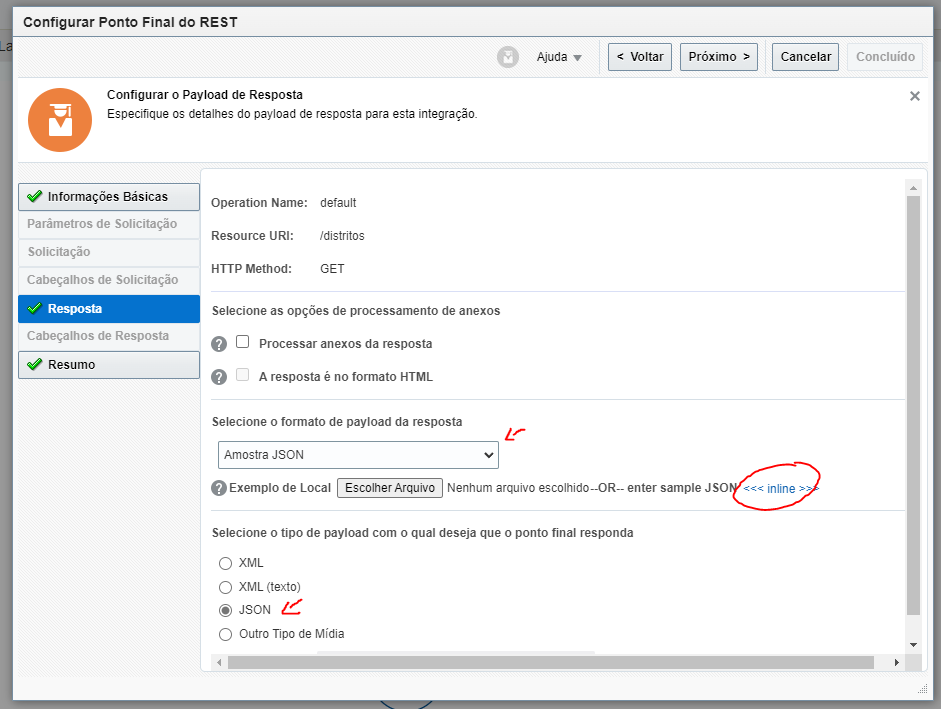 Configurar Ponto Final do REST
Ajuda
< Voltar
Próximo >
Cancelar
Concluído
Configurar o Payload de Resposta
Especifique os detalhes do payload de resposta para esta integração.
Informações Básicas
Parâmetros de Solicitação
Solicitação
Cabeçalhos de Solicitação
Resposta
Cabeçalhos de Resposta
Resumo
Operation Name: default
Resource URI: /distritos
HTTP Method: GET
Selecione as opções de processamento de anexos
? Processar anexos da resposta
? A resposta é no formato HTML
Selecione o formato de payload da resposta
Amostra JSON
? Exemplo de Local Escolher Arquivo Nenhum arquivo escolhido--OR-- enter sample JSON <<< inline >>>
Selecione o tipo de payload com o qual deseja que o ponto final responda
XML
XML (texto)
JSON
Outro Tipo de Mídia